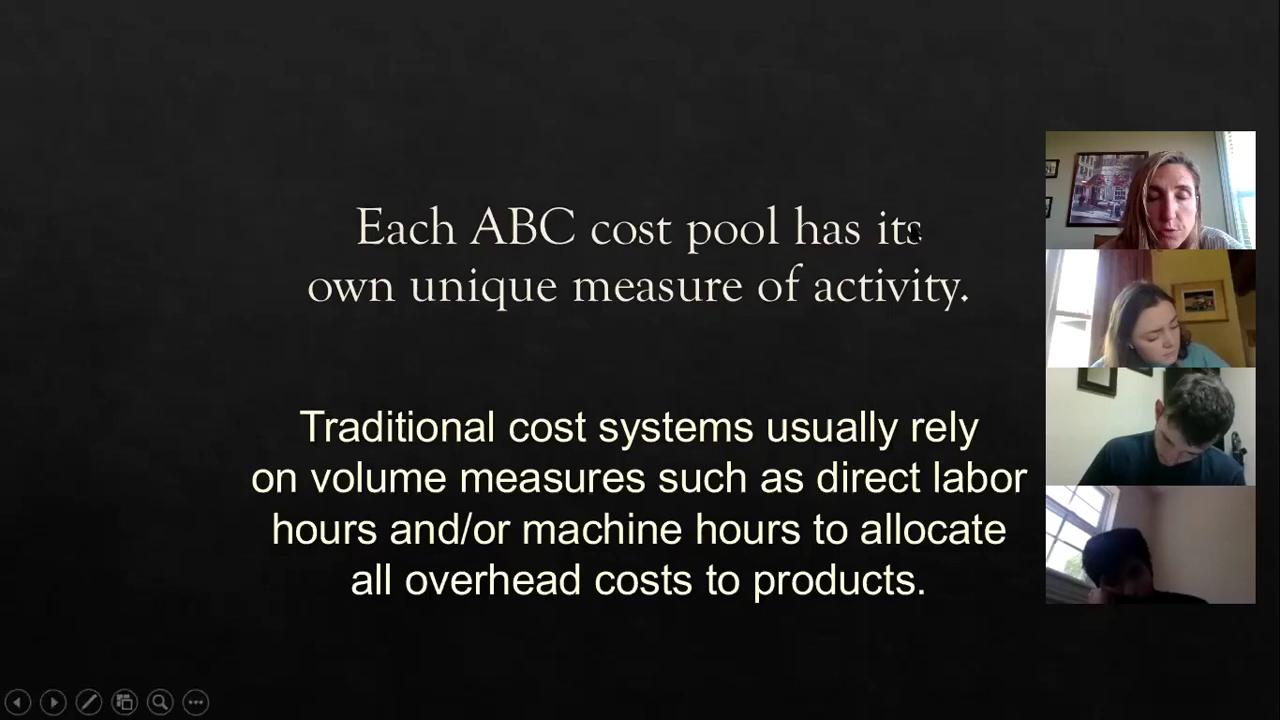 Each ABC cost pool has its
own unique measure of activity.
Traditional cost systems usually rely
on volume measures such as direct labor
hours and/or machine hours to allocate
all overhead costs to products.